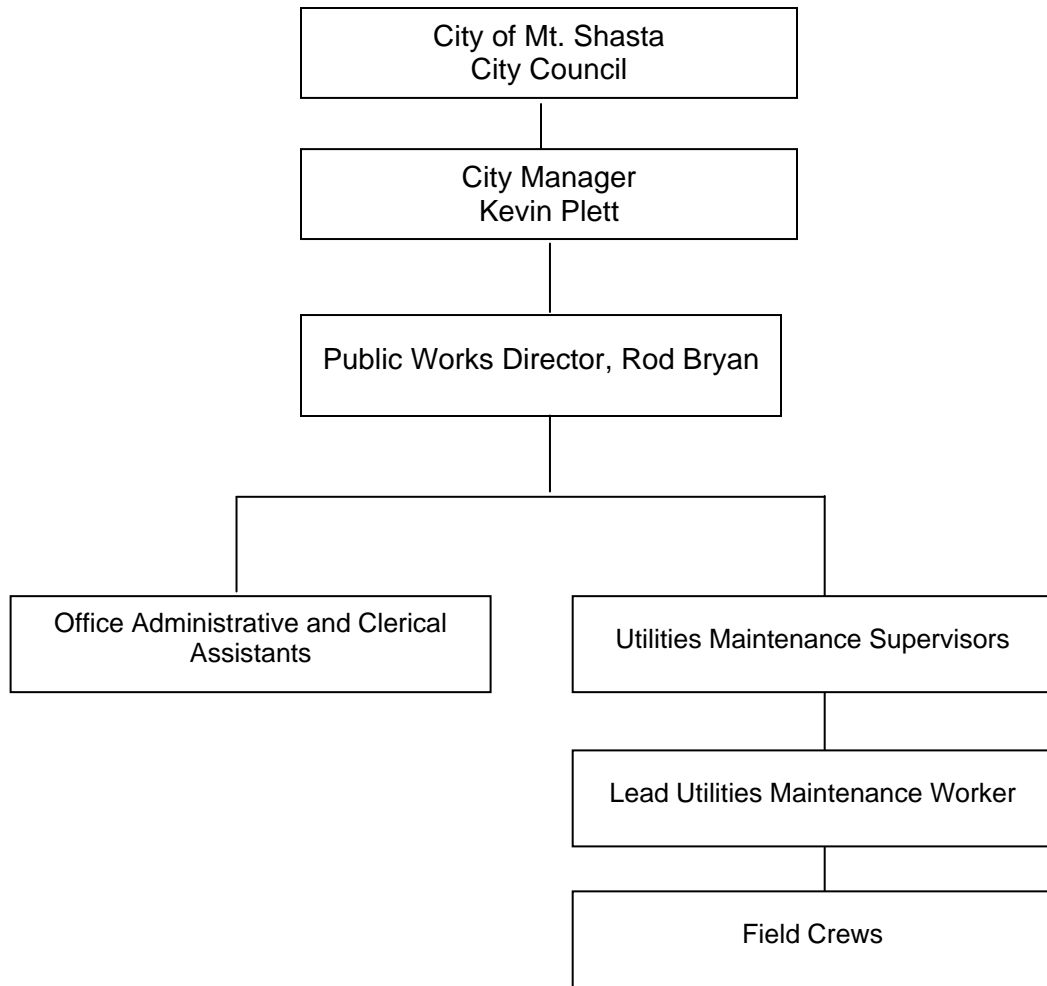 City of Mt. Shasta
City Council
City Manager
Kevin Plett
Public Works Director, Rod Bryan
Office Administrative and Clerical
Assistants
Utilities Maintenance Supervisors
Lead Utilities Maintenance Worker
Field Crews